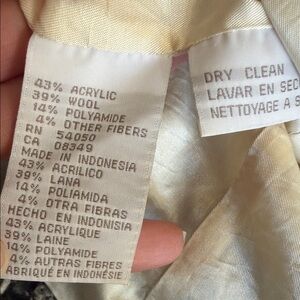 43% ACRYLIC
39% WOOL
14% POLYAMIDE
4% OTHER FIBERS
RN 54050
CA 08349
MADE IN INDONESIA
43% ACRILICO
39% LANA
14% POLIAMIDA
4% OTRA FIBRAS
HECHO EN INDONISIA
43% ACRYLIQUE
39% LAINE
14% POLYAMIDE
4% AUTRAS FIBRES
ABRIQUÉ EN INDONÉSIE
DRY CLEAN
LAVAR EN SEC
NETTOYAGE A S